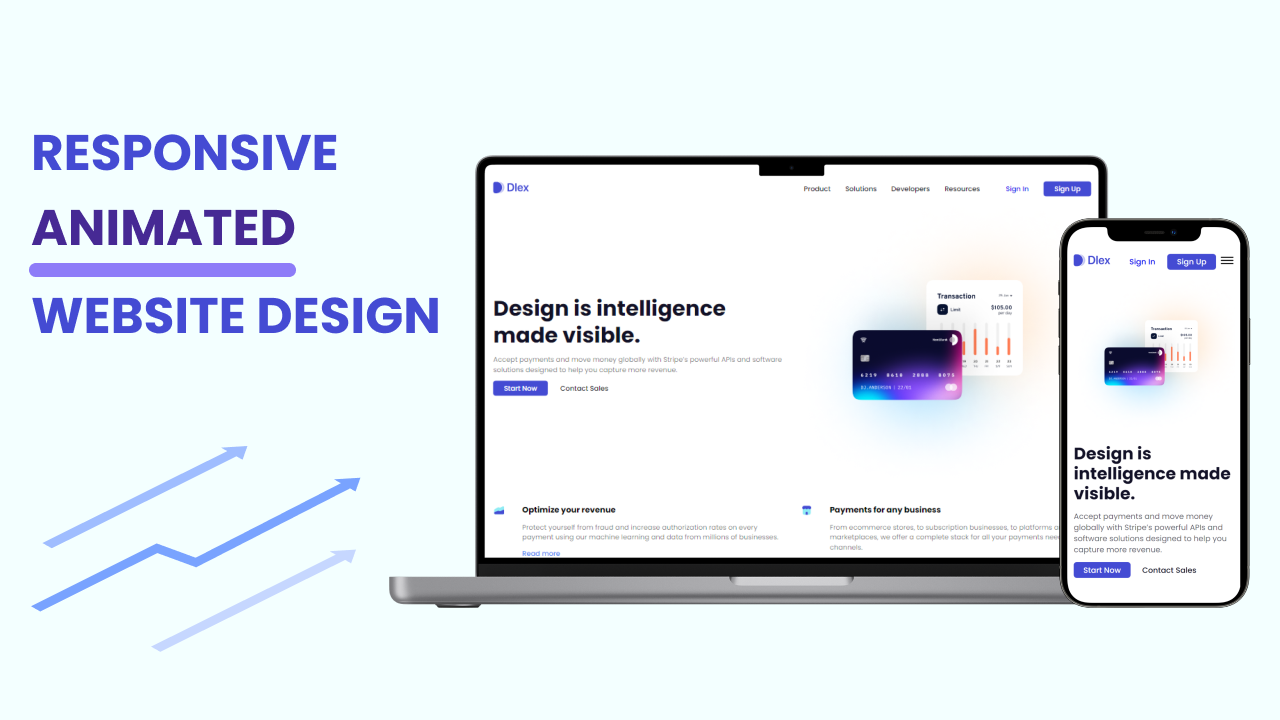 RESPONSIVE
ANIMATED
WEBSITE DESIGN
Dlex
Product Solutions Developers Resources Sign In Sign Up
Design is intelligence
made visible.
Accept payments and move money globally with Stripe's powerful APIs and software
solutions designed to help you capture more revenue.
Start Now Contact Sales
Transaction
Limit
$105.00
per day
6219 8610 2888 8075
22/01
Optimize your revenue
Protect yourself from fraud and increase authorization rates on every
payment using our machine learning and data from millions of businesses.
Read more
Payments for any business
From ecommerce stores, to subscription businesses, to platforms
marketplaces, we offer a complete stack for all your payments
channels.
Dlex Sign In Sign Up
Transaction
Design is
intelligence made
visible.
Accept payments and move money
globally with Stripe's powerful APIs and
software solutions designed to help you
capture more revenue.
Start Now Contact Sales